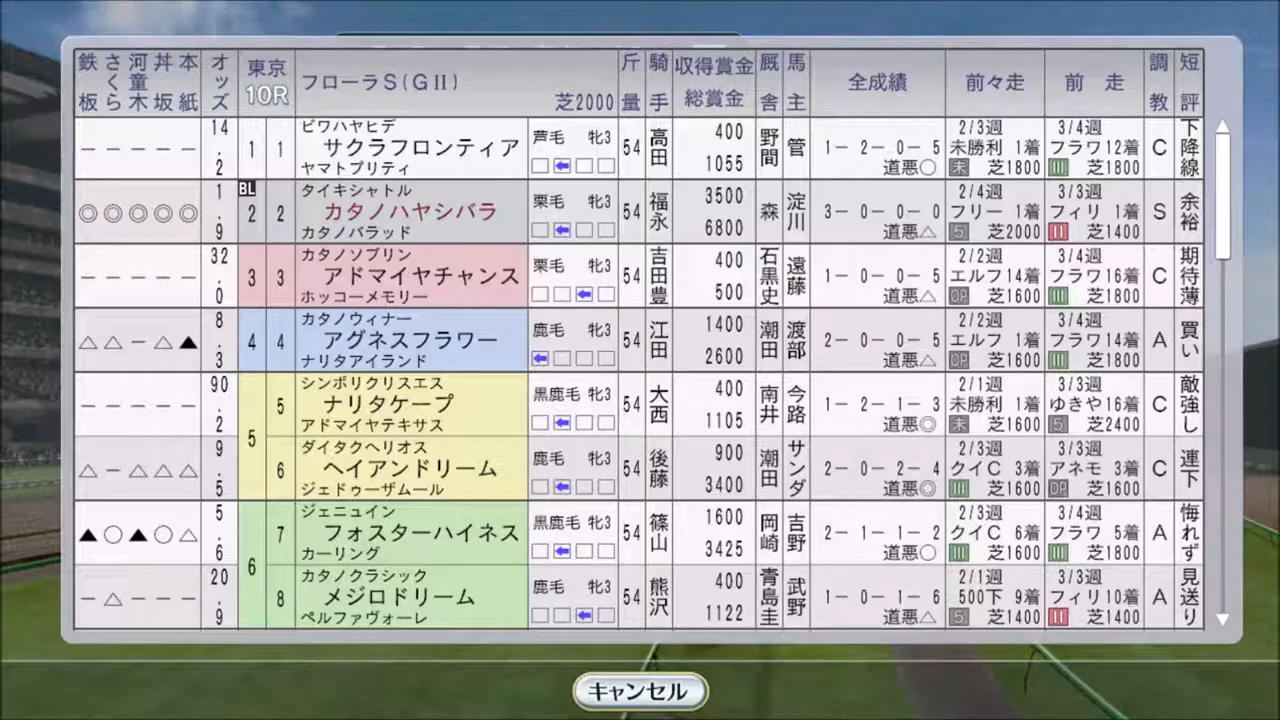 鉄板 さくら 河童木 丼坂 本紙 オッズ 東京10R フローラS(GⅡ) 芝2000 斤量 騎手 収得賞金 総賞金 厩舎 馬主 全成績 前々走 前 走 調教 短評
－－－－－ 14.2 1 1 ビワハヤヒデ 芦毛 牝3 54 高田 400 野間 菅 1－2－0－5 2/3週 3/4週 C 下降線
サクラフロンティア 未勝利 1着 フラワ12着
ヤマトプリティ 1055 道悪○ 未 芝1800 Ⅲ 芝1800
◎◎◎◎◎ 1.9 BL 2 2 タイキシャトル 栗毛 牝3 54 福永 3500 森 淀川 3－0－0－0 2/4週 3/3週 S 余裕
カタノハヤシバラ フリー 1着 フィリ 1着
カタノバラッド 6800 道悪△ 5 芝2000 Ⅱ 芝1400
－－－－－ 32.0 3 3 カタノソブリン 栗毛 牝3 54 吉田豊 400 石黒史 遠藤 1－0－0－5 2/2週 3/4週 C 期待薄
アドマイヤチャンス エルフ14着 フラワ16着
ホッコーメモリー 500 道悪△ OP 芝1600 Ⅲ 芝1800
△△－△▲ 8.3 4 4 カタノウィナー 鹿毛 牝3 54 江田 1400 潮田 渡部 2－0－0－5 2/2週 3/4週 A 買い
アグネスフラワー エルフ 1着 フラワ14着
ナリタアイランド 2600 道悪△ OP 芝1600 Ⅲ 芝1800
－－－－－ 90.2 5 5 シンボリクリスエス 黒鹿毛 牝3 54 大西 400 南井 今路 1－2－1－3 2/1週 3/3週 C 敵強し
ナリタケープ 未勝利 1着 ゆきや16着
アドマイヤテキサス 1105 道悪◎ 未 芝1600 5 芝2400
△－△△△ 9.5 6 ダイタクヘリオス 鹿毛 牝3 54 後藤 900 潮田 サンダ 2－0－2－4 2/3週 3/3週 C 連下
ヘイアンドリーム クイC 3着 アネモ 3着
ジェドゥーザムール 3400 道悪◎ Ⅲ 芝1600 OP 芝1600
▲○▲○△ 5.6 6 7 ジェニュイン 黒鹿毛 牝3 54 篠山 1600 岡崎 吉野 2－1－1－2 2/3週 3/4週 A 侮れず
フォスターハイネス クイC 6着 フラワ 5着
カーリング 3425 道悪○ Ⅲ 芝1600 Ⅲ 芝1800
－△－－－ 20.9 8 カタノクラシック 鹿毛 牝3 54 熊沢 400 青島圭 武野 1－0－1－6 2/1週 3/3週 A 見送り
メジロドリーム 500下 9着 フィリ10着
ペルファヴォーレ 1122 道悪△ 5 芝1400 Ⅱ 芝1400
キャンセル